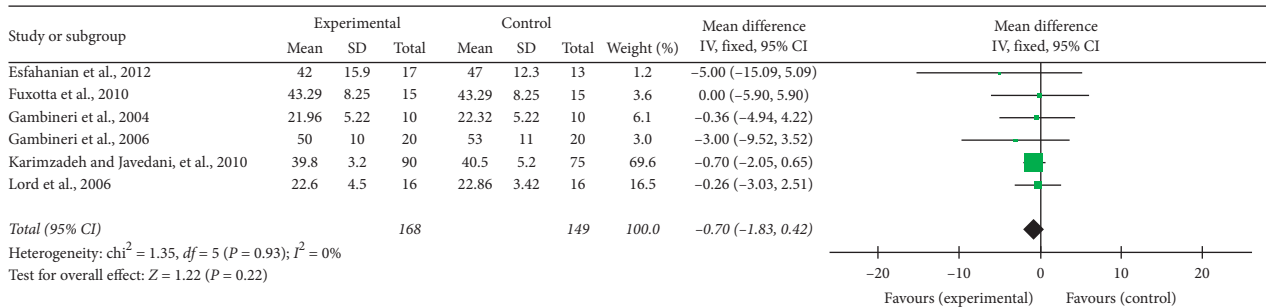 Study or subgroup Experimental Control Mean difference Mean difference
Mean SD Total Mean SD Total Weight (%) IV, fixed, 95% CI IV, fixed, 95% CI
Esfahanian et al., 2012 42 15.9 17 47 12.3 13 1.2 –5.00 (–15.09, 5.09)
Fuxotta et al., 2010 43.29 8.25 15 43.29 8.25 15 3.6 0.00 (–5.90, 5.90)
Gambineri et al., 2004 21.96 5.22 10 22.32 5.22 10 6.1 –0.36 (–4.94, 4.22)
Gambineri et al., 2006 50 10 20 53 11 20 3.0 –3.00 (–9.52, 3.52)
Karimzadeh and Javedani, et al., 2010 39.8 3.2 90 40.5 5.2 75 69.6 –0.70 (–2.05, 0.65)
Lord et al., 2006 22.6 4.5 16 22.86 3.42 16 16.5 –0.26 (–3.03, 2.51)
Total (95% CI) 168 149 100.0 –0.70 (–1.83, 0.42)
Heterogeneity: chi² = 1.35, df = 5 (P = 0.93); I² = 0%
Test for overall effect: Z = 1.22 (P = 0.22)
–20 –10 0 10 20
Favours (experimental) Favours (control)